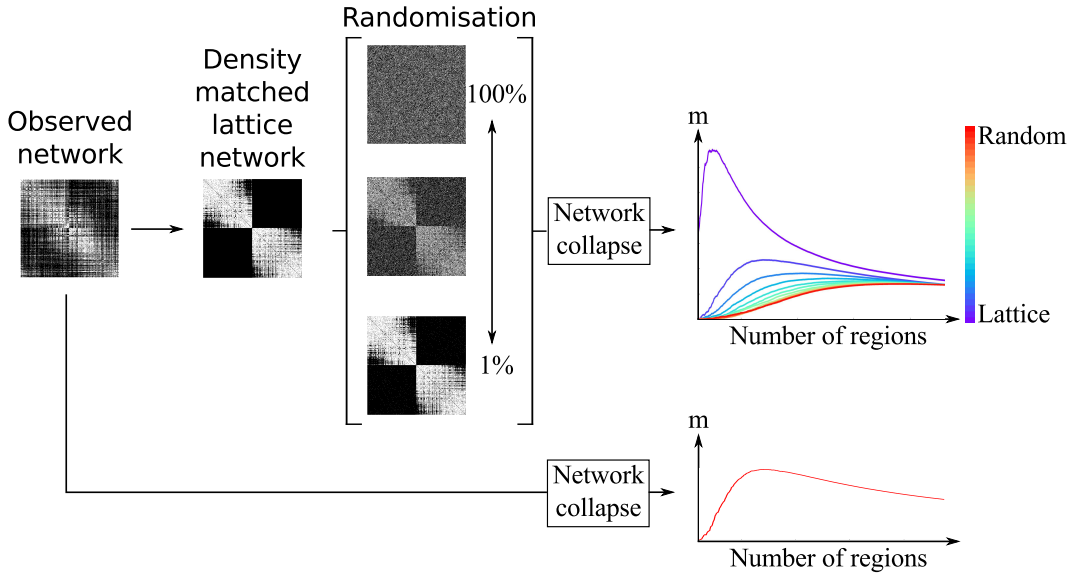 Randomisation
Density
matched
lattice
network
Observed
network
100%
1%
Network
collapse
m
Number of regions
Random
Lattice
Network
collapse
m
Number of regions